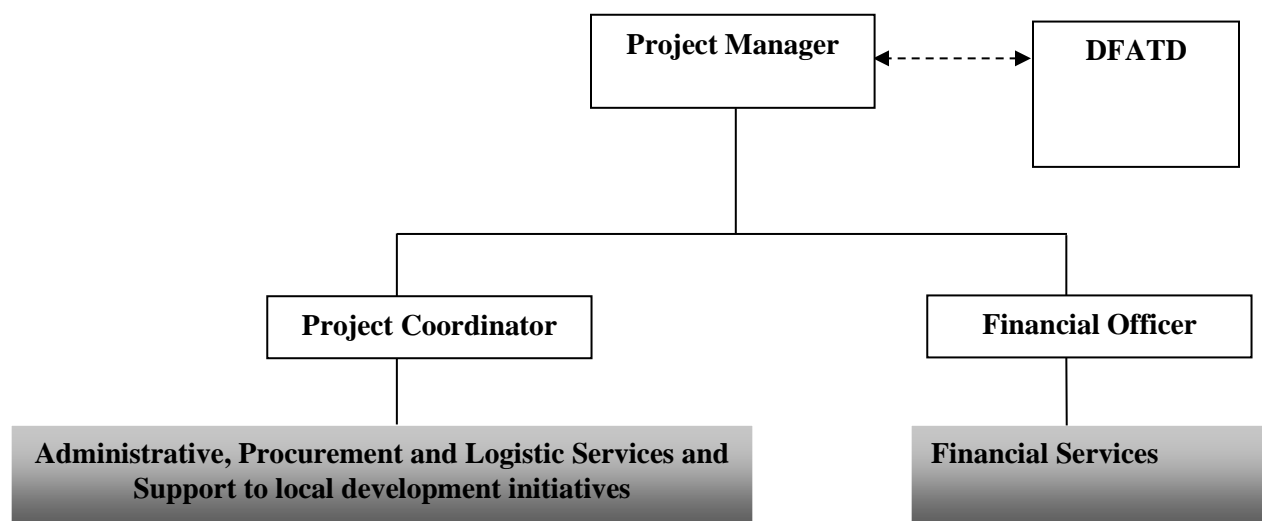 Project Manager
DFATD
Project Coordinator
Financial Officer
Administrative, Procurement and Logistic Services and
Support to local development initiatives
Financial Services